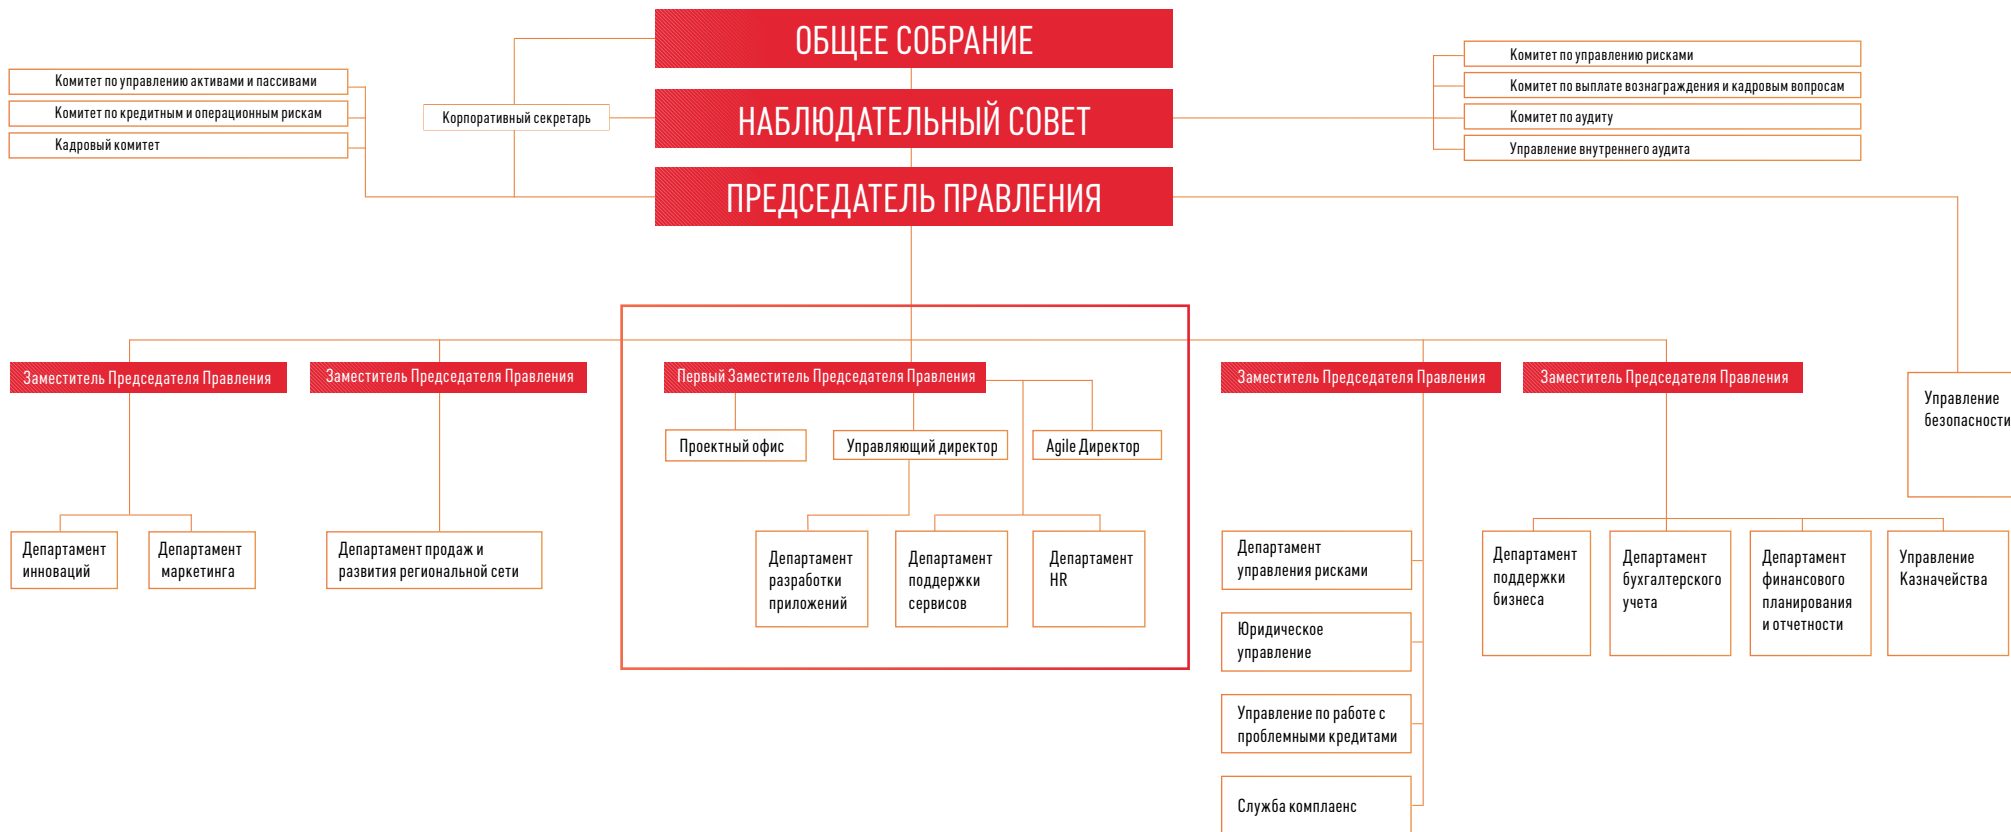 ОБЩЕЕ СОБРАНИЕ
НАБЛЮДАТЕЛЬНЫЙ СОВЕТ
ПРЕДСЕДАТЕЛЬ ПРАВЛЕНИЯ
Комитет по управлению активами и пассивами
Комитет по кредитным и операционным рискам
Кадровый комитет
Корпоративный секретарь
Комитет по управлению рисками
Комитет по выплате вознаграждения и кадровым вопросам
Комитет по аудиту
Управление внутреннего аудита
Заместитель Председателя Правления
Заместитель Председателя Правления
Первый Заместитель Председателя Правления
Заместитель Председателя Правления
Заместитель Председателя Правления
Управление
безопасности
Проектный офис
Управляющий директор
Agile Директор
Департамент
инноваций
Департамент
маркетинга
Департамент продаж и
развития региональной сети
Департамент
разработки
приложений
Департамент
поддержки
сервисов
Департамент
HR
Департамент
управления рисками
Юридическое
управление
Управление по работе с
проблемными кредитами
Служба комплаенс
Департамент
поддержки
бизнеса
Департамент
бухгалтерского
учета
Департамент
финансового
планирования
и отчетности
Управление
Казначейства